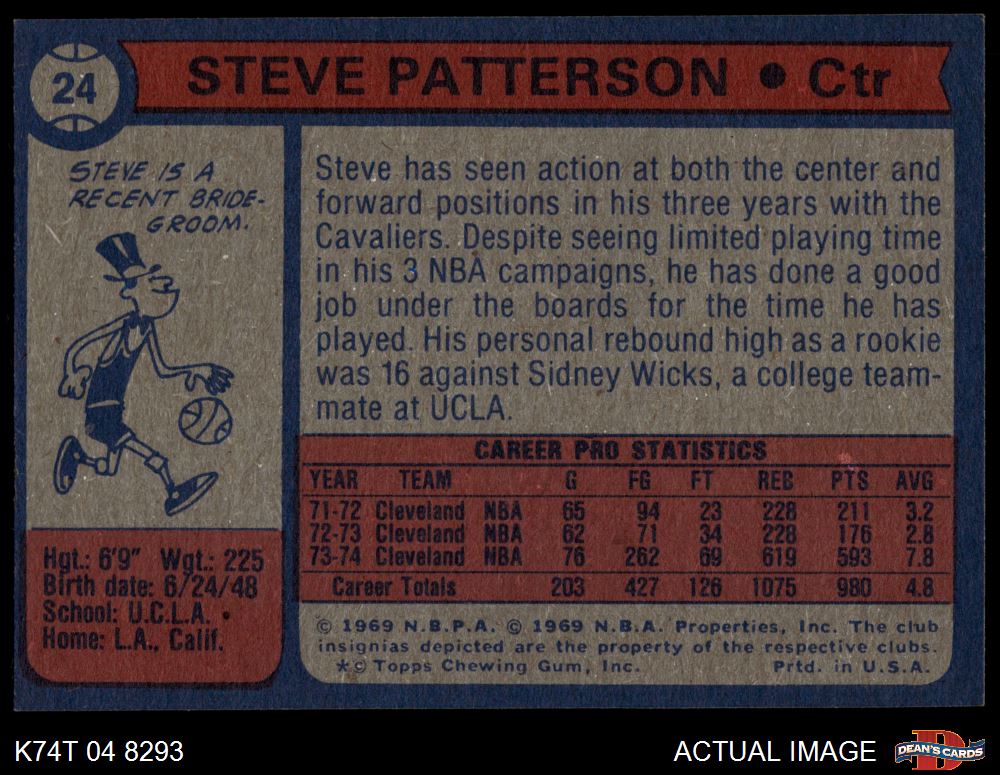 24
STEVE PATTERSON • Ctr
STEVE IS A
RECENT BRIDE-
GROOM.
Steve has seen action at both the center and
forward positions in his three years with the
Cavaliers. Despite seeing limited playing time
in his 3 NBA campaigns, he has done a good
job under the boards for the time he has
played. His personal rebound high as a rookie
was 16 against Sidney Wicks, a college team-
mate at UCLA.
CAREER PRO STATISTICS
YEAR TEAM G FG FT REB PTS AVG
71-72 Cleveland NBA 65 94 23 228 211 3.2
72-73 Cleveland NBA 62 71 34 228 176 2.8
73-74 Cleveland NBA 76 262 69 619 593 7.8
Career Totals 203 427 126 1075 980 4.8
Hgt.: 6'9" Wgt.: 225
Birth date: 6/24/48
School: U.C.L.A. •
Home: L.A., Calif.
© 1969 N.B.P.A. © 1969 N.B.A. Properties, Inc. The club
insignias depicted are the property of the respective clubs.
*© Topps Chewing Gum, Inc. Prtd. in U.S.A.
K74T 04 8293
ACTUAL IMAGE
DEAN'S CARDS